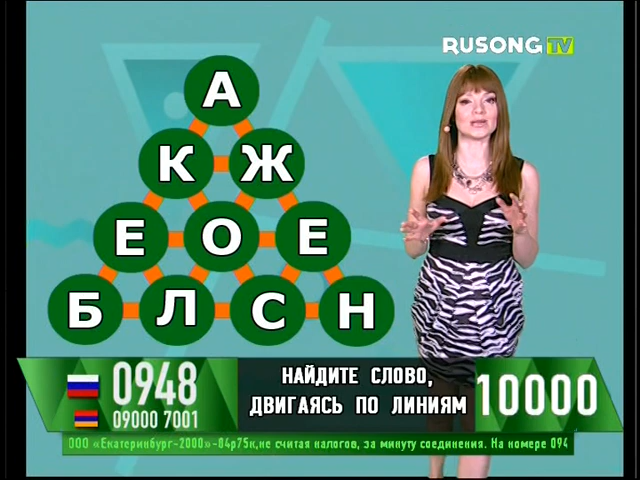 RUSONG TV
А
К Ж
Е О Е
Б Л С Н
0948
09000 7001
НАЙДИТЕ СЛОВО,
ДВИГАЯСЬ ПО ЛИНИЯМ
10000
ООО «Екатеринбург-2000»-84р75к,не считая налогов, за минуту соединения. На номере 094